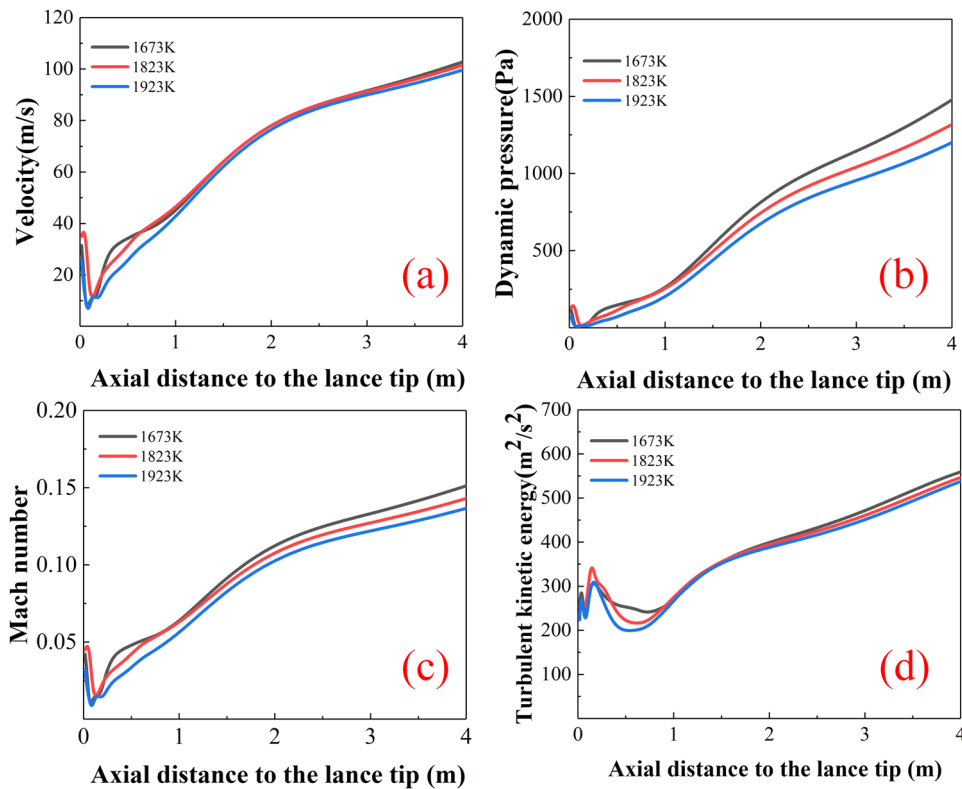 120
100
80
60
40
20
0
1
2
3
4
1673K
1823K
1923K
(a)
Velocity(m/s)
Axial distance to the lance tip (m)
2000
1500
1000
500
0
1
2
3
4
1673K
1823K
1923K
(b)
Dynamic pressure(Pa)
Axial distance to the lance tip (m)
0.20
0.15
0.10
0.05
0
1
2
3
4
1673K
1823K
1923K
(c)
Mach number
Axial distance to the lance tip (m)
700
600
500
400
300
200
100
0
1
2
3
4
1673K
1823K
1923K
(d)
Turbulent kinetic energy(m²/s²)
Axial distance to the lance tip (m)